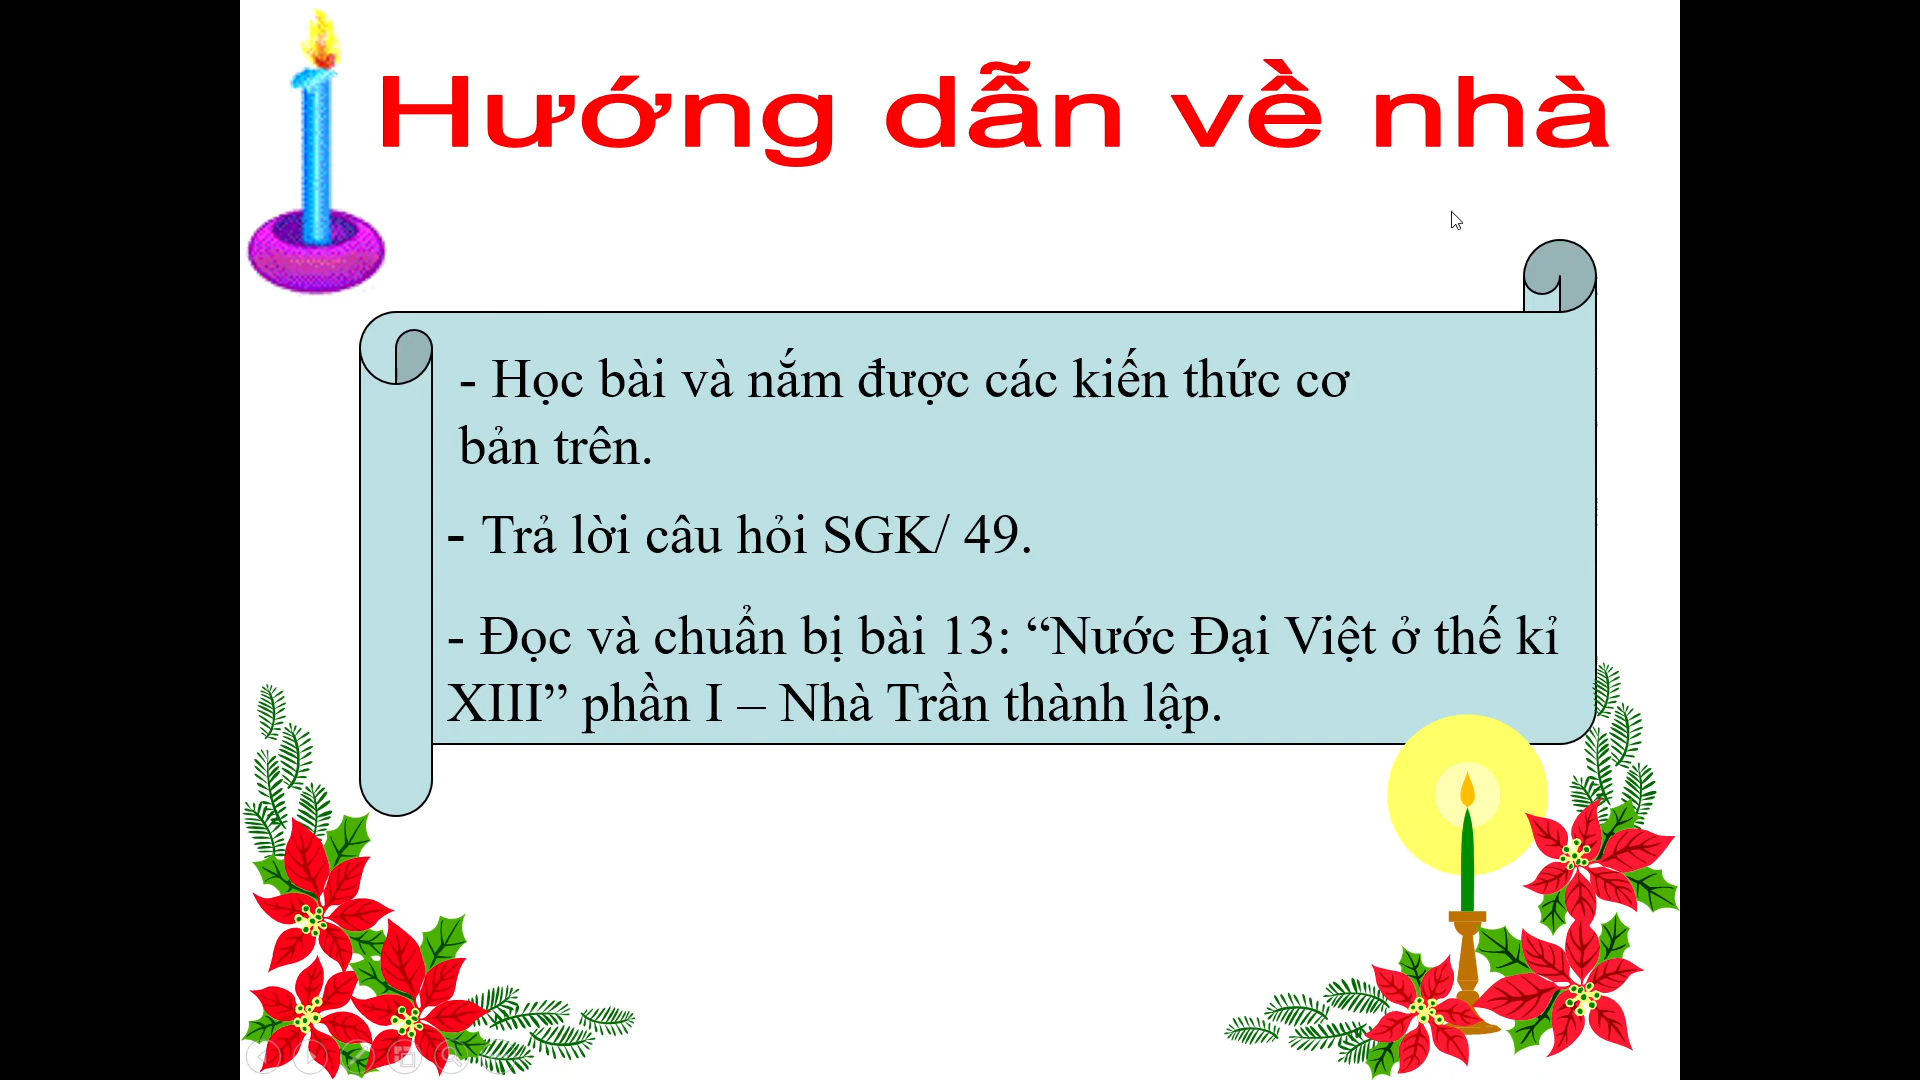 Hướng dẫn về nhà
- Học bài và nắm được các kiến thức cơ
bản trên.
- Trả lời câu hỏi SGK/ 49.
- Đọc và chuẩn bị bài 13: “Nước Đại Việt ở thế kỉ
XIII” phần I – Nhà Trần thành lập.